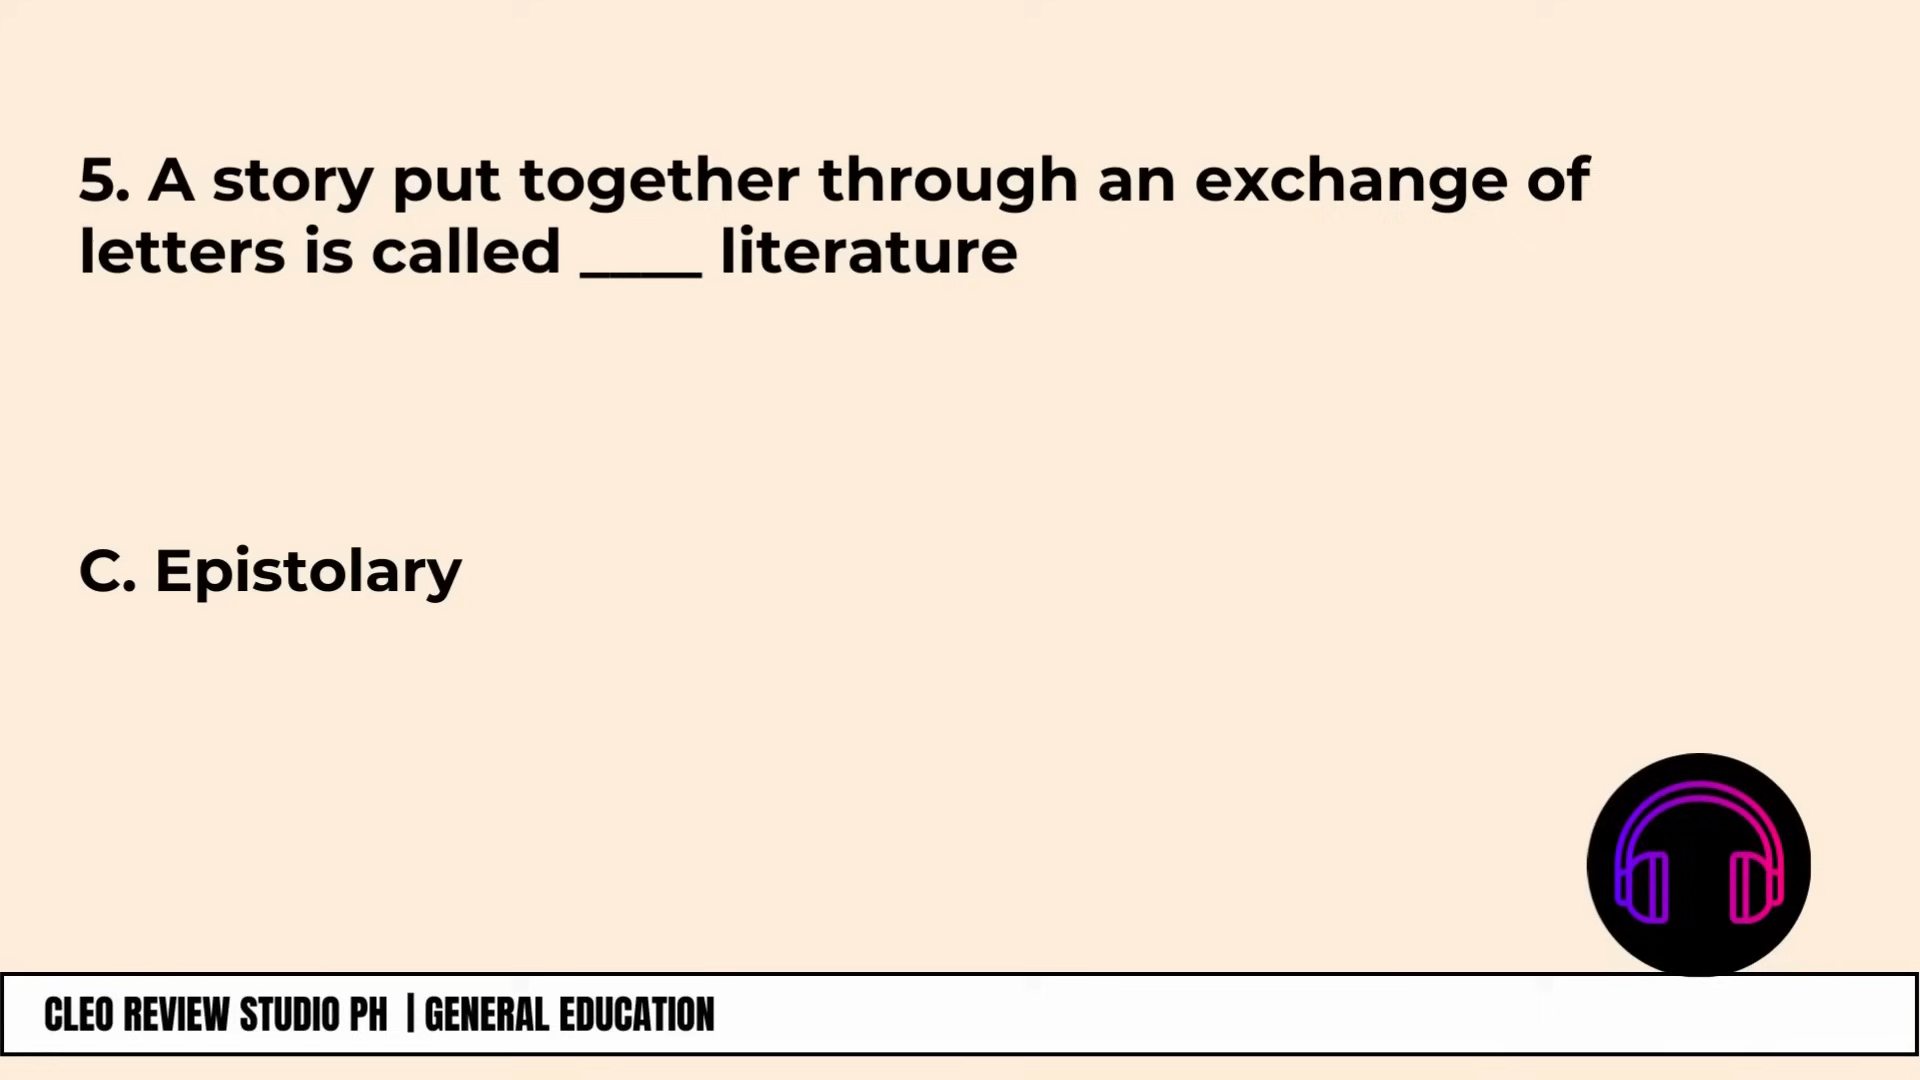 5. A story put together through an exchange of
letters is called ____ literature
C. Epistolary
CLEO REVIEW STUDIO PH | GENERAL EDUCATION